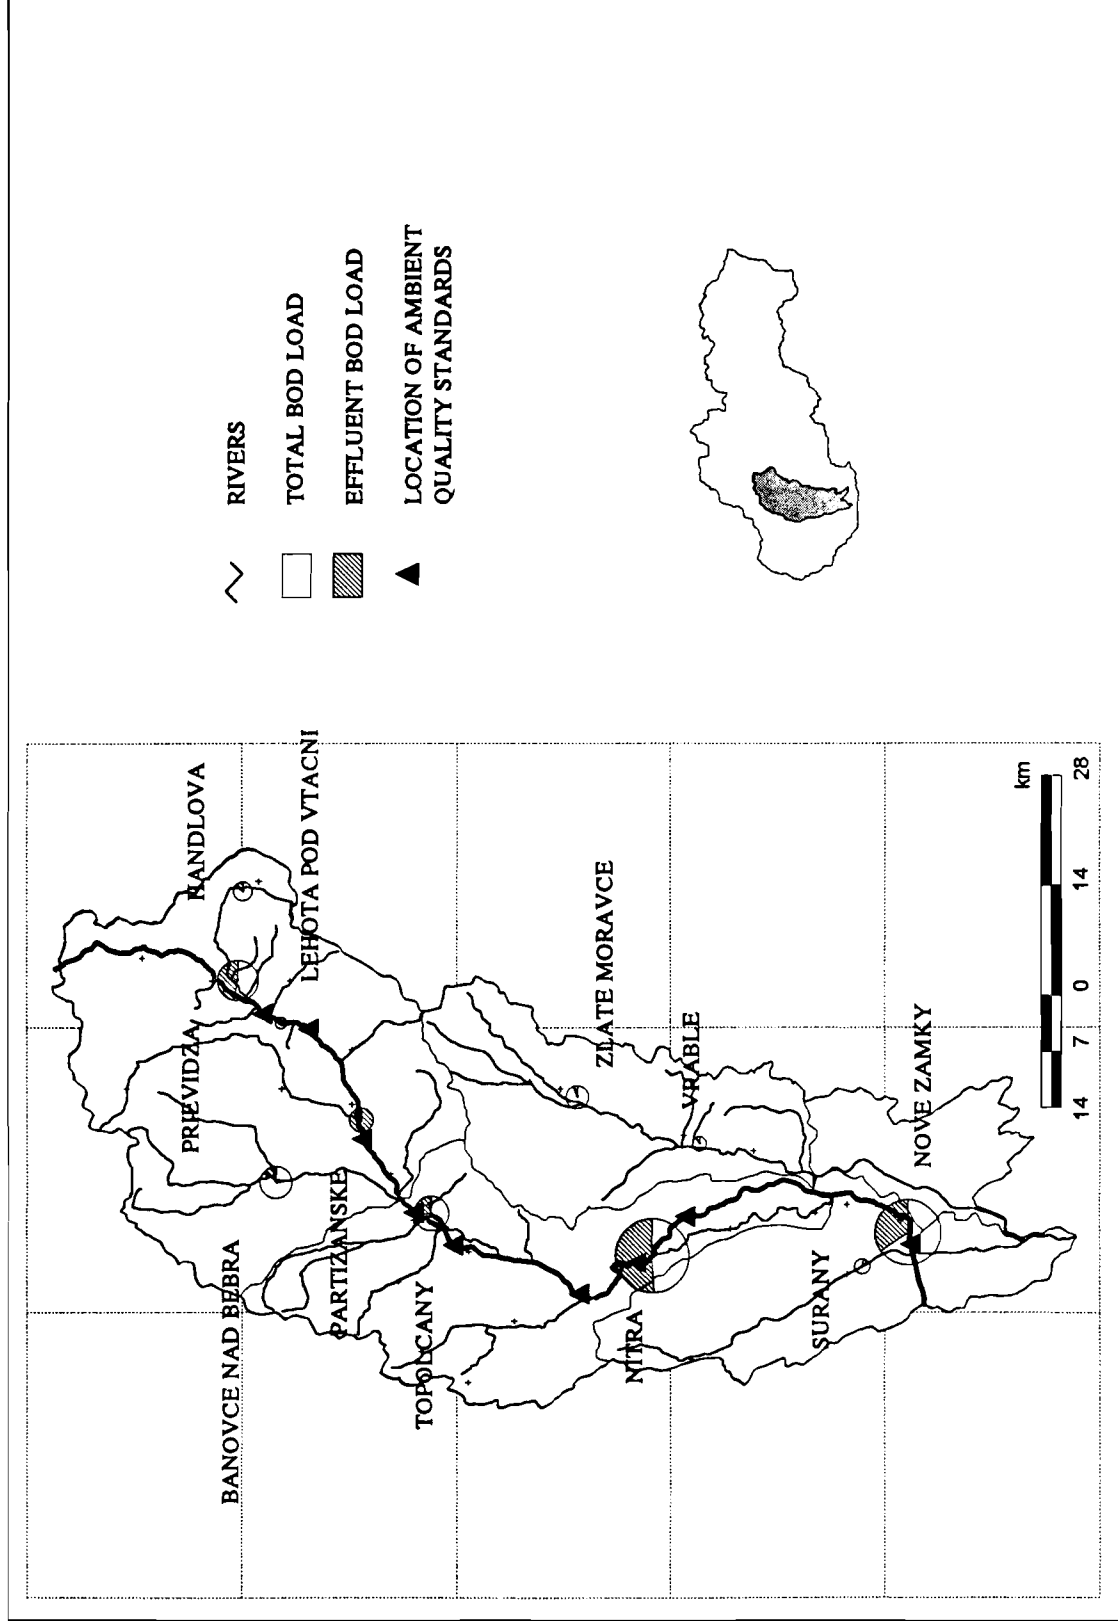 RIVERS
TOTAL BOD LOAD
EFFLUENT BOD LOAD
LOCATION OF AMBIENT
QUALITY STANDARDS
HANDLOVA
LEHOTA POD VTACNI
PRIEVIDZA
BANOVCE NAD BEBRA
PARTIZANSKE
TOPOLCANY
ZLATE MORAVCE
VRABLE
NITRA
SURANY
NOVE ZAMKY
km
14 7 0 14 28